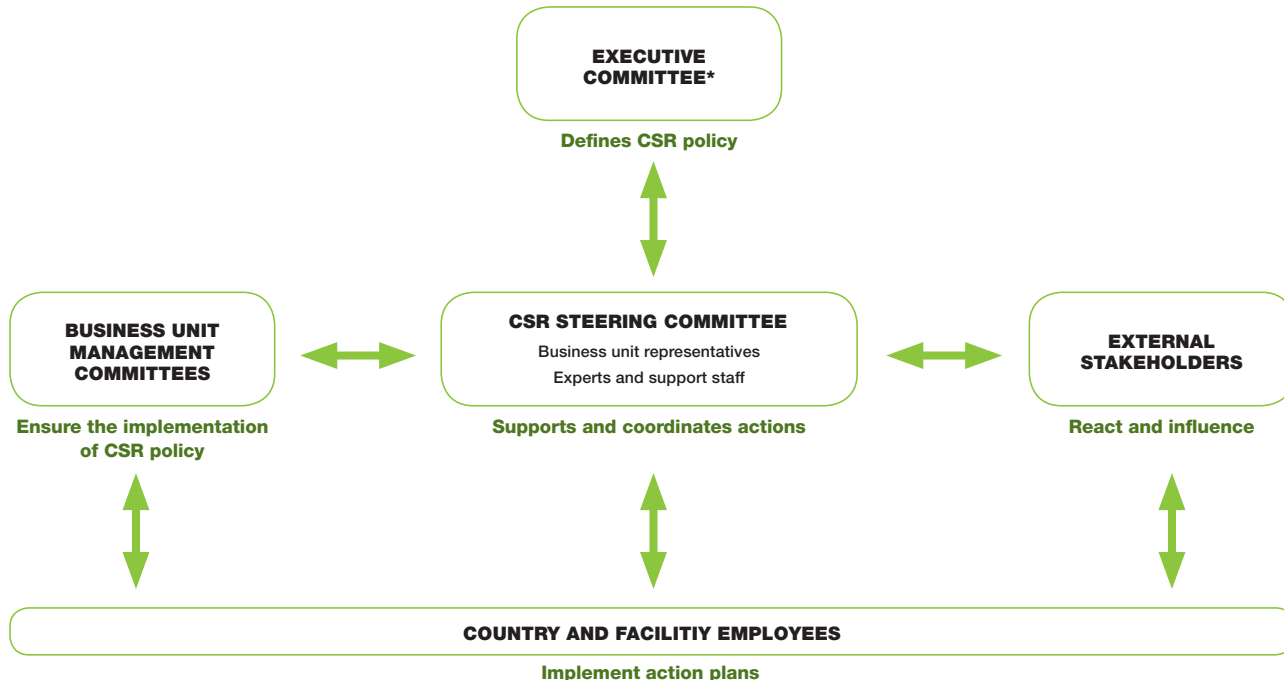 EXECUTIVE
COMMITTEE*
Defines CSR policy
BUSINESS UNIT
MANAGEMENT
COMMITTEES
Ensure the implementation
of CSR policy
CSR STEERING COMMITTEE
Business unit representatives
Experts and support staff
Supports and coordinates actions
EXTERNAL
STAKEHOLDERS
React and influence
COUNTRY AND FACILITIY EMPLOYEES
Implement action plans